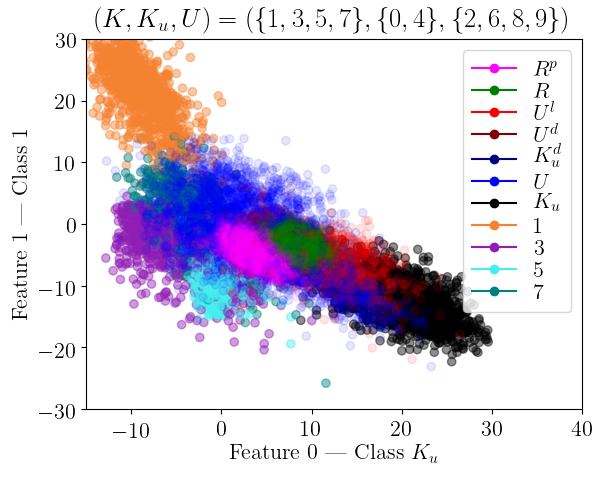 (K, K_u, U) = ({1, 3, 5, 7}, {0, 4}, {2, 6, 8, 9})
30
20
10
0
−10
−20
−30
Feature 1 — Class 1
−10
0
10
20
30
40
Feature 0 — Class K_u
R^p
R
U^l
U^d
K_u^d
U
K_u
1
3
5
7